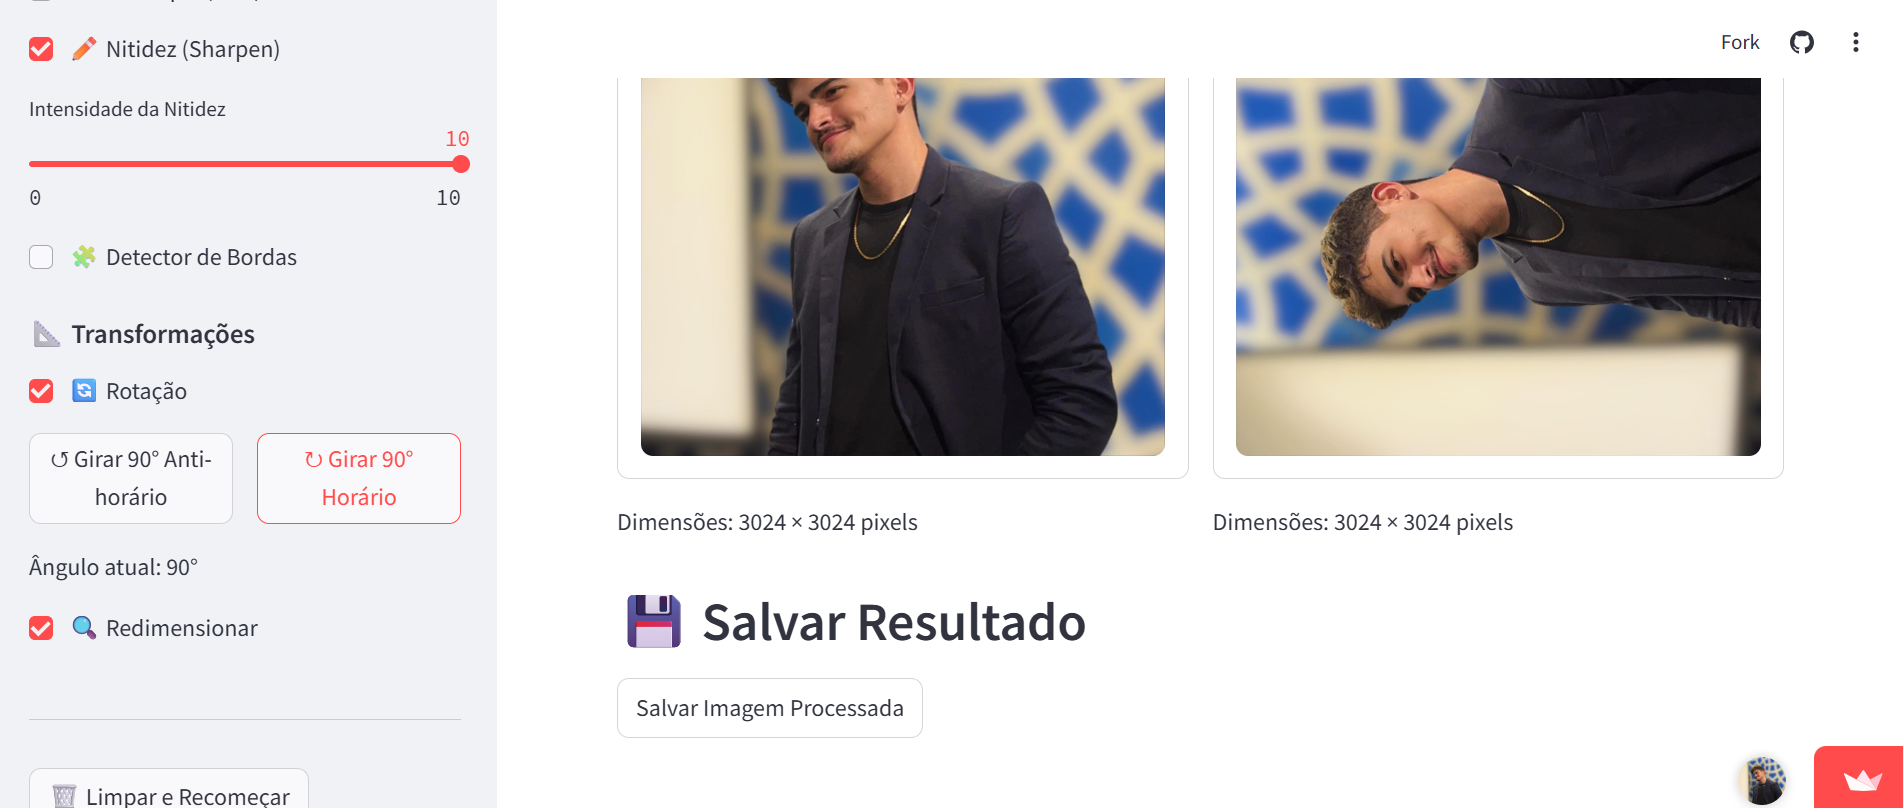 Nitidez (Sharpen)
Intensidade da Nitidez
10
0
10
Detector de Bordas
Transformações
Rotação
↺ Girar 90° Anti-
horário
↻ Girar 90°
Horário
Ângulo atual: 90°
Redimensionar
Limpar e Recomeçar
Fork
Dimensões: 3024 × 3024 pixels
Dimensões: 3024 × 3024 pixels
Salvar Resultado
Salvar Imagem Processada